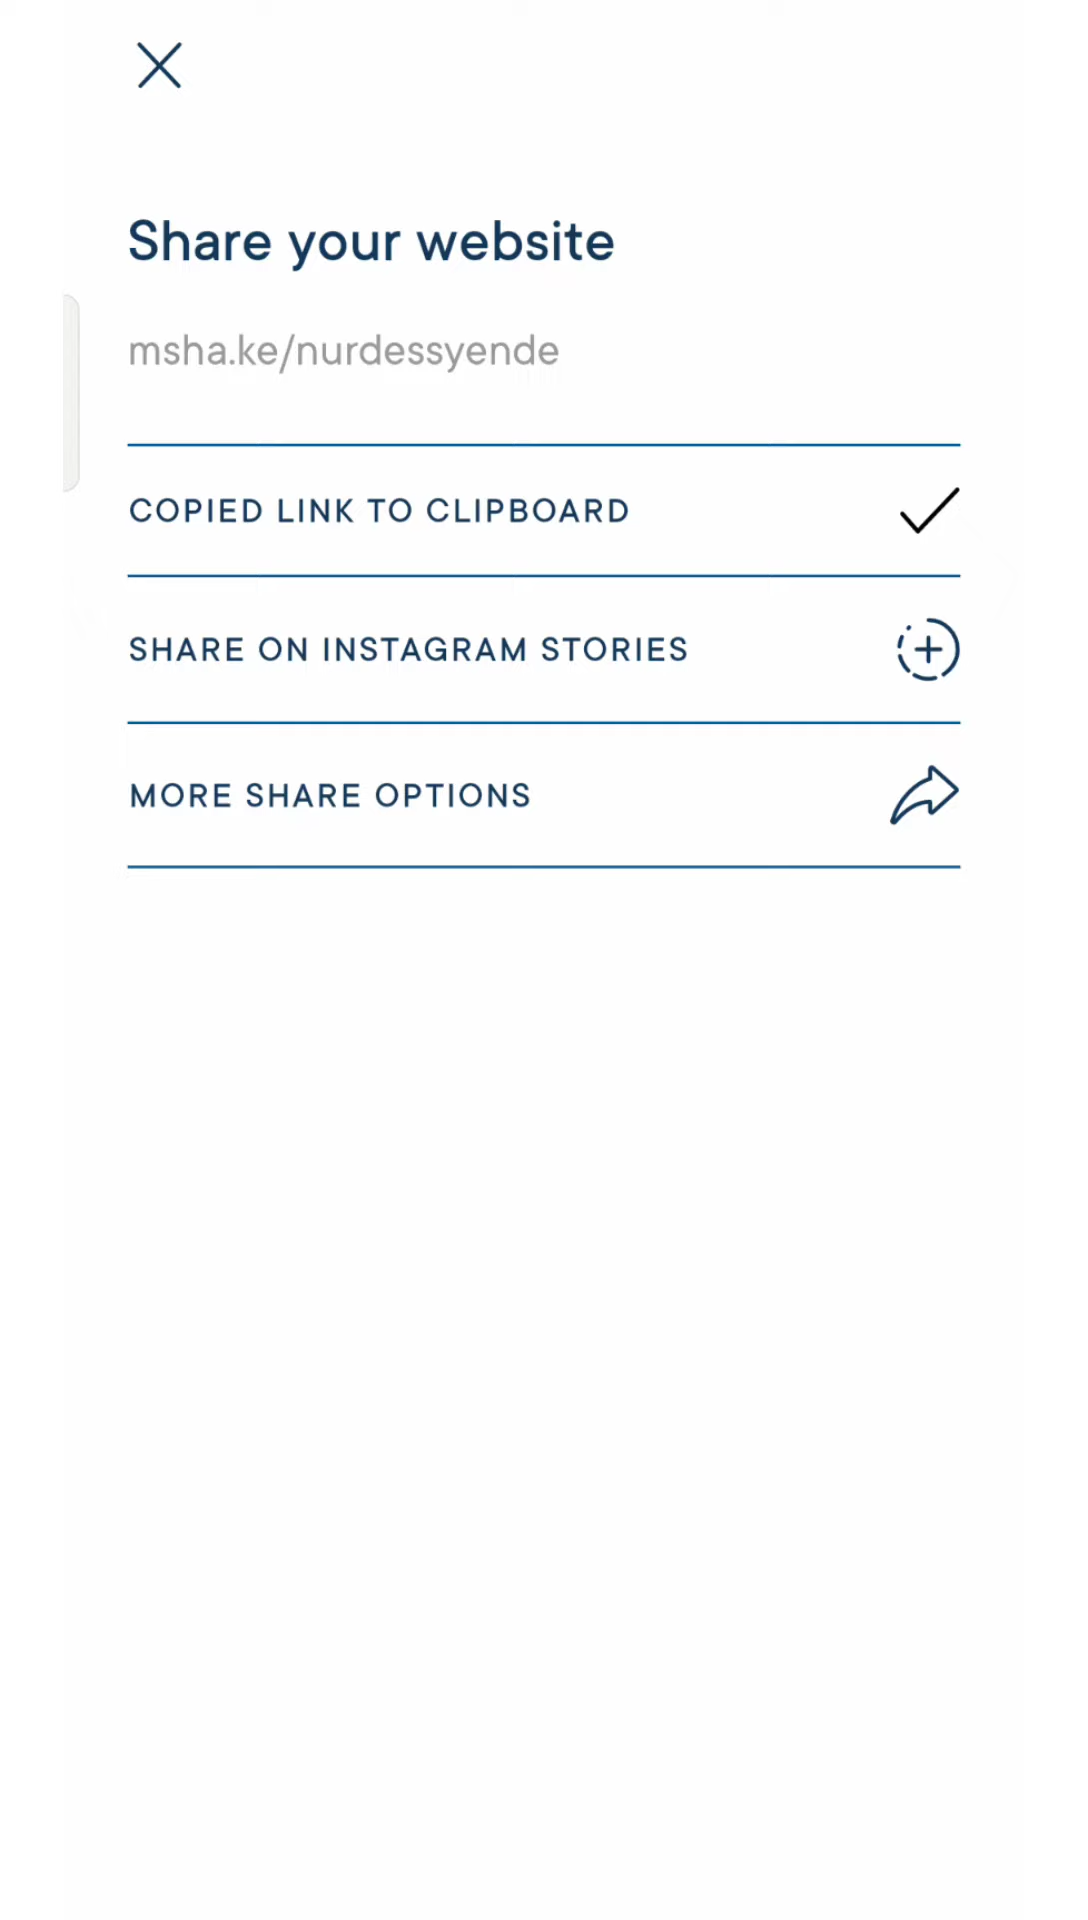 Share your website
msha.ke/nurdessyende
COPIED LINK TO CLIPBOARD
SHARE ON INSTAGRAM STORIES
MORE SHARE OPTIONS